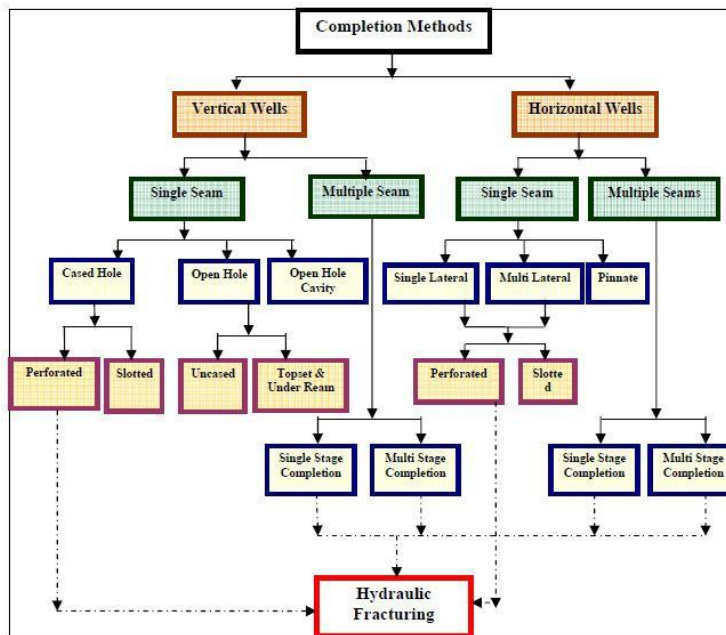 Completion Methods
Vertical Wells
Horizontal Wells
Single Seam
Multiple Seam
Single Seam
Multiple Seams
Cased Hole
Open Hole
Open Hole
Cavity
Single Lateral
Multi Lateral
Pinnate
Perforated
Slotted
Uncased
Topset &
Under Ream
Perforated
Slotte
d
Single Stage
Completion
Multi Stage
Completion
Single Stage
Completion
Multi Stage
Completion
Hydraulic
Fracturing